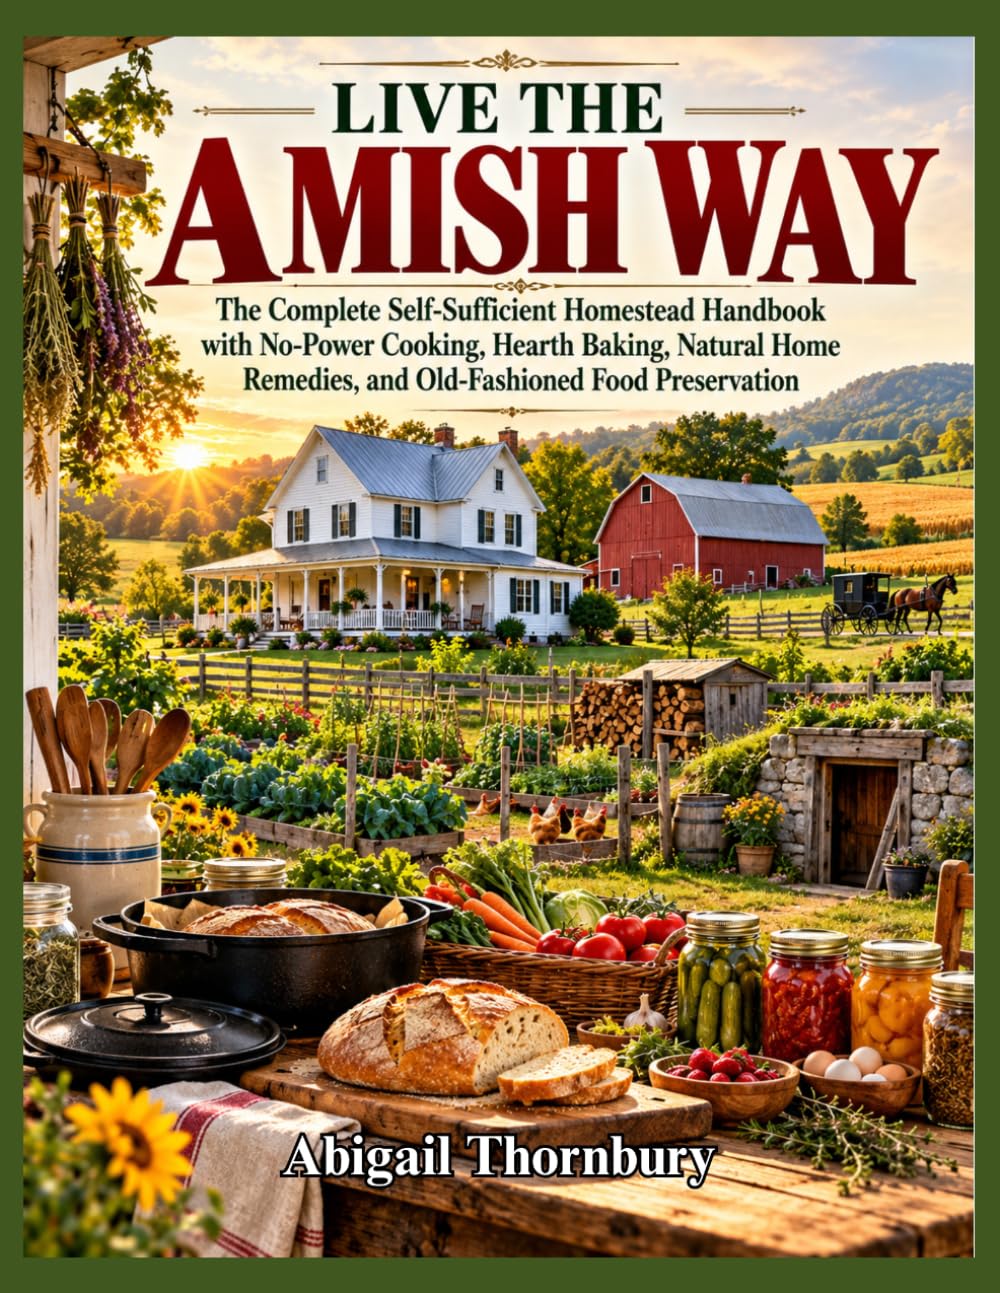 LIVE THE
AMISH WAY
The Complete Self-Sufficient Homestead Handbook
with No-Power Cooking, Hearth Baking, Natural Home
Remedies, and Old-Fashioned Food Preservation
Abigail Thornbury